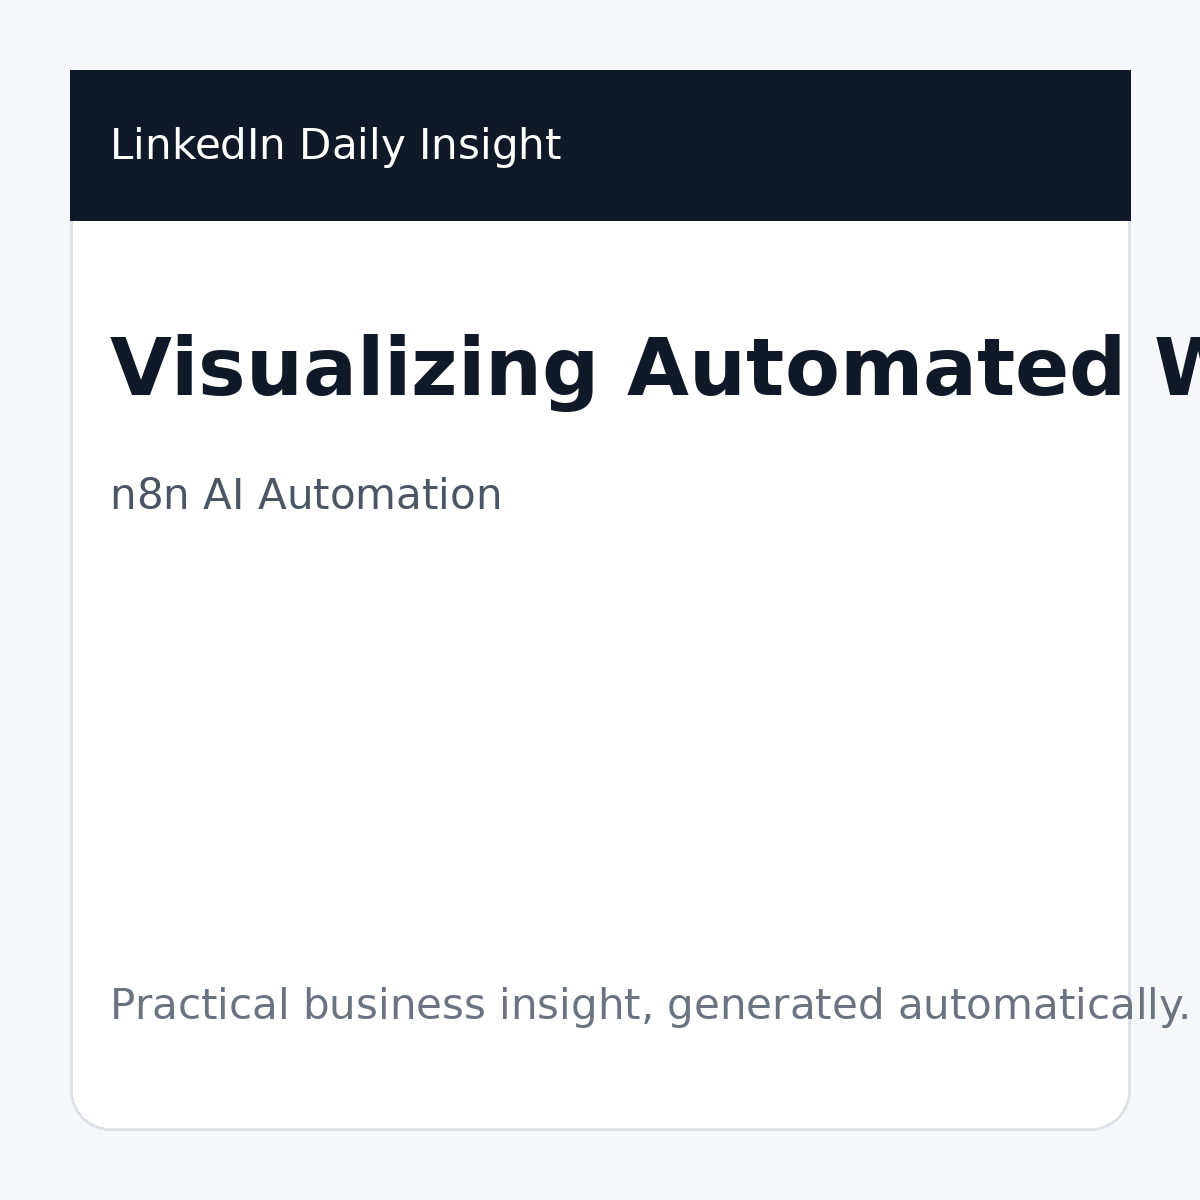 LinkedIn Daily Insight
Visualizing Automated
n8n AI Automation
Practical business insight, generated automatically.